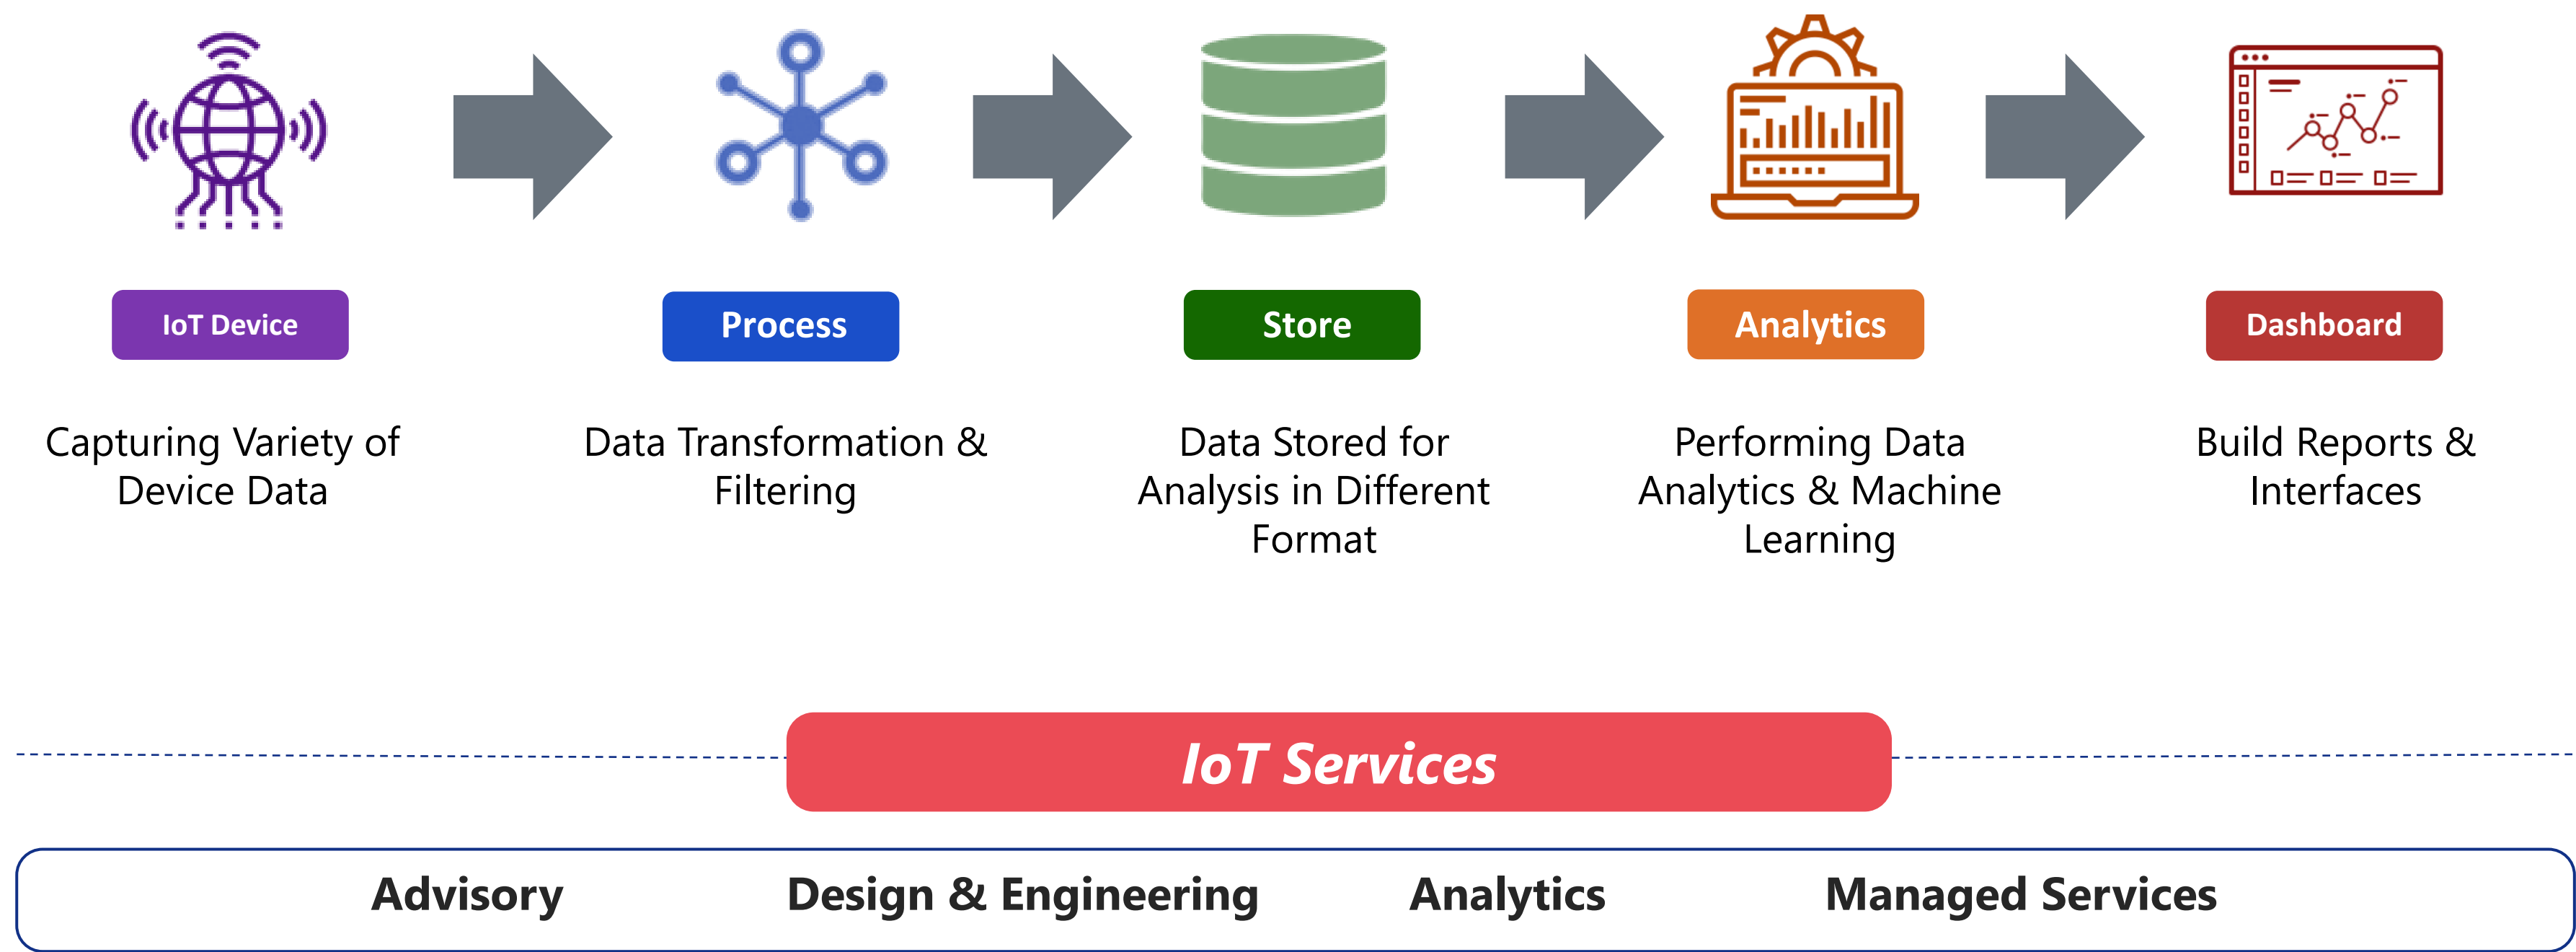 IoT Device
Process
Store
Analytics
Dashboard
Capturing Variety of
Device Data
Data Transformation &
Filtering
Data Stored for
Analysis in Different
Format
Performing Data
Analytics & Machine
Learning
Build Reports &
Interfaces
IoT Services
Advisory
Design & Engineering
Analytics
Managed Services